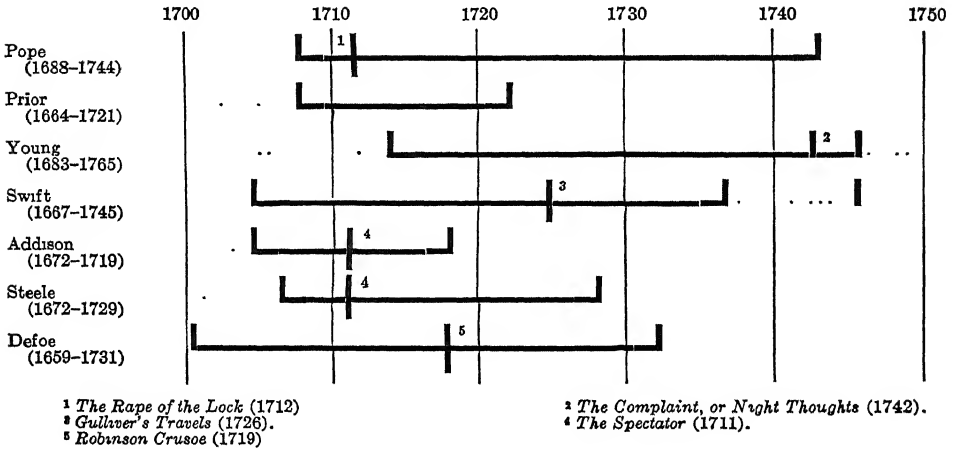 1700 1710 1720 1730 1740 1750
Pope
(1688–1744)
1
Prior
(1664–1721)
Young
(1683–1765)
2
Swift
(1667–1745)
3
Addison
(1672–1719)
4
Steele
(1672–1729)
4
Defoe
(1659–1731)
5
1 The Rape of the Lock (1712)
2 The Complaint, or Night Thoughts (1742).
3 Gulliver's Travels (1726).
4 The Spectator (1711).
5 Robinson Crusoe (1719)